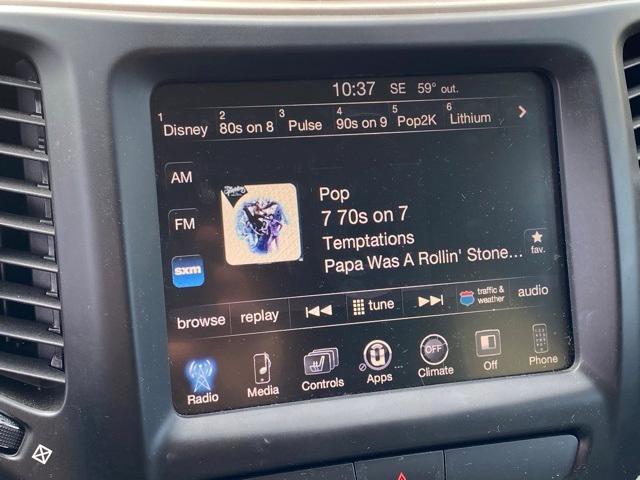 10:37 SE 59° out.
1 Disney 2 80s on 8 3 Pulse 4 90s on 9 5 Pop2K 6 Lithium
AM
FM
sxm
Pop
7 70s on 7
Temptations
Papa Was A Rollin' Stone...
fav.
browse replay tune traffic & weather audio
Radio Media Controls Apps Climate Off Phone
OFF